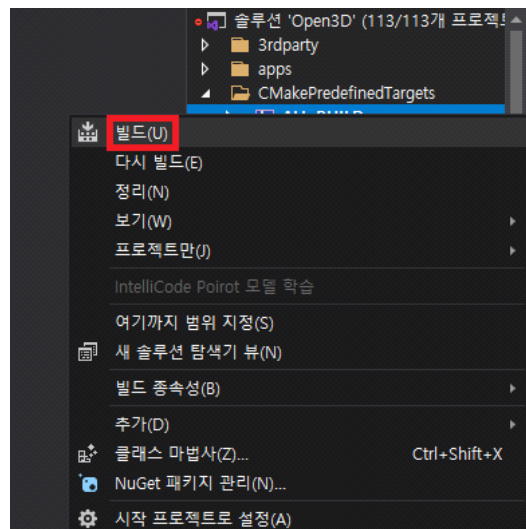 솔루션 'Open3D' (113/113개 프로젝트
3rdparty
apps
CMakePredefinedTargets
ALL_BUILD
빌드(U)
다시 빌드(E)
정리(N)
보기(W)
프로젝트만(J)
IntelliCode Poirot 모델 학습
여기까지 범위 지정(S)
새 솔루션 탐색기 뷰(N)
빌드 종속성(B)
추가(D)
클래스 마법사(Z)... Ctrl+Shift+X
NuGet 패키지 관리(N)...
시작 프로젝트로 설정(A)